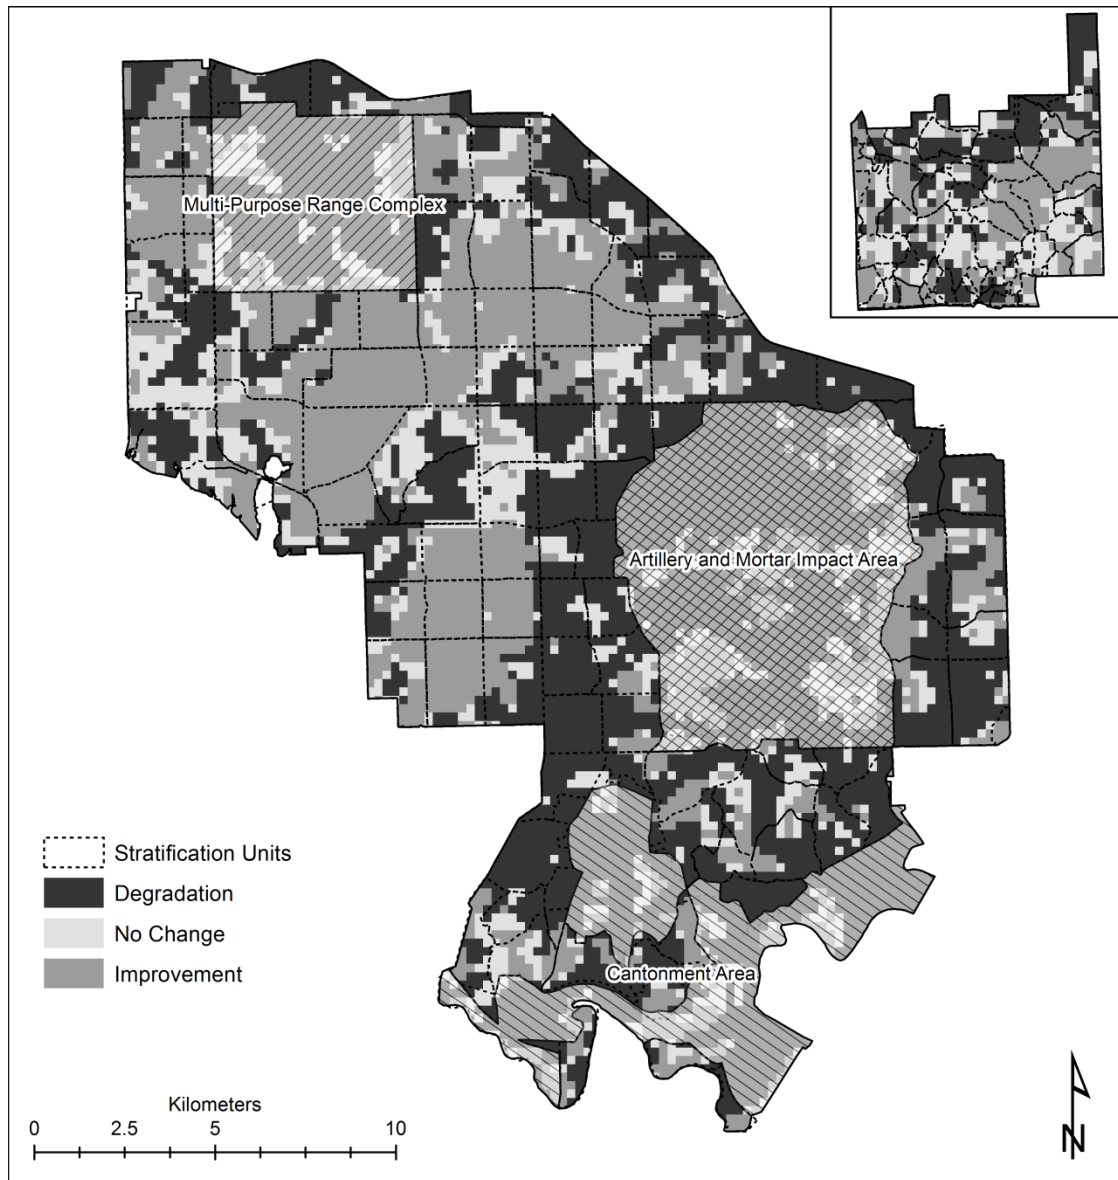 Multi-Purpose Range Complex
Artillery and Mortar Impact Area
Stratification Units
Degradation
No Change
Improvement
Cantonment Area
Kilometers
0 2.5 5 10
N